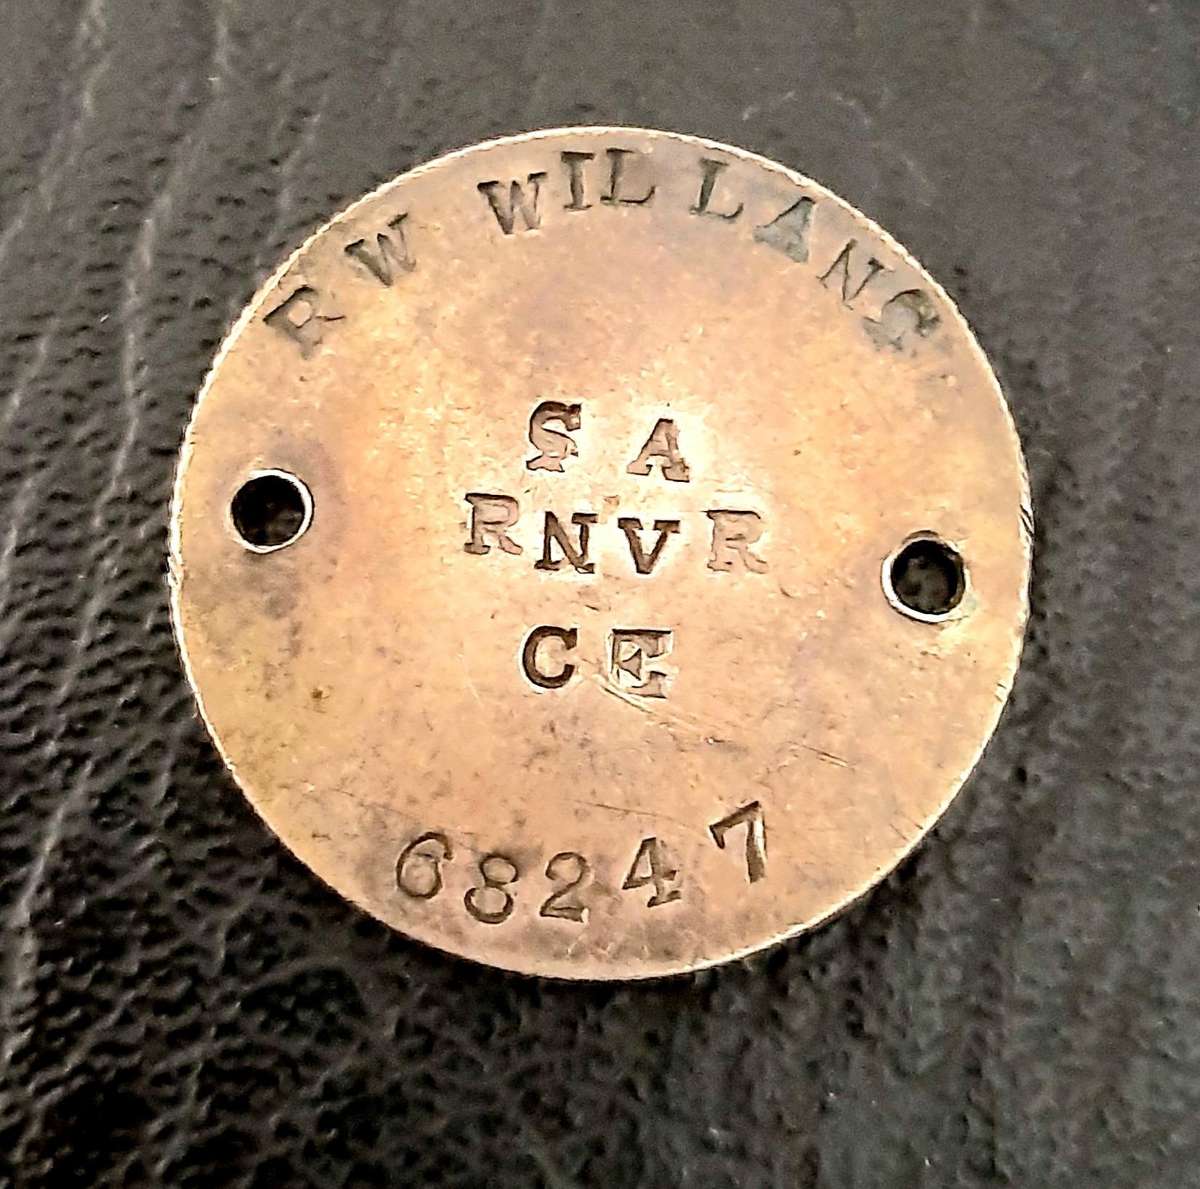 R W WILLANS
S A
RNVR
CE
68247